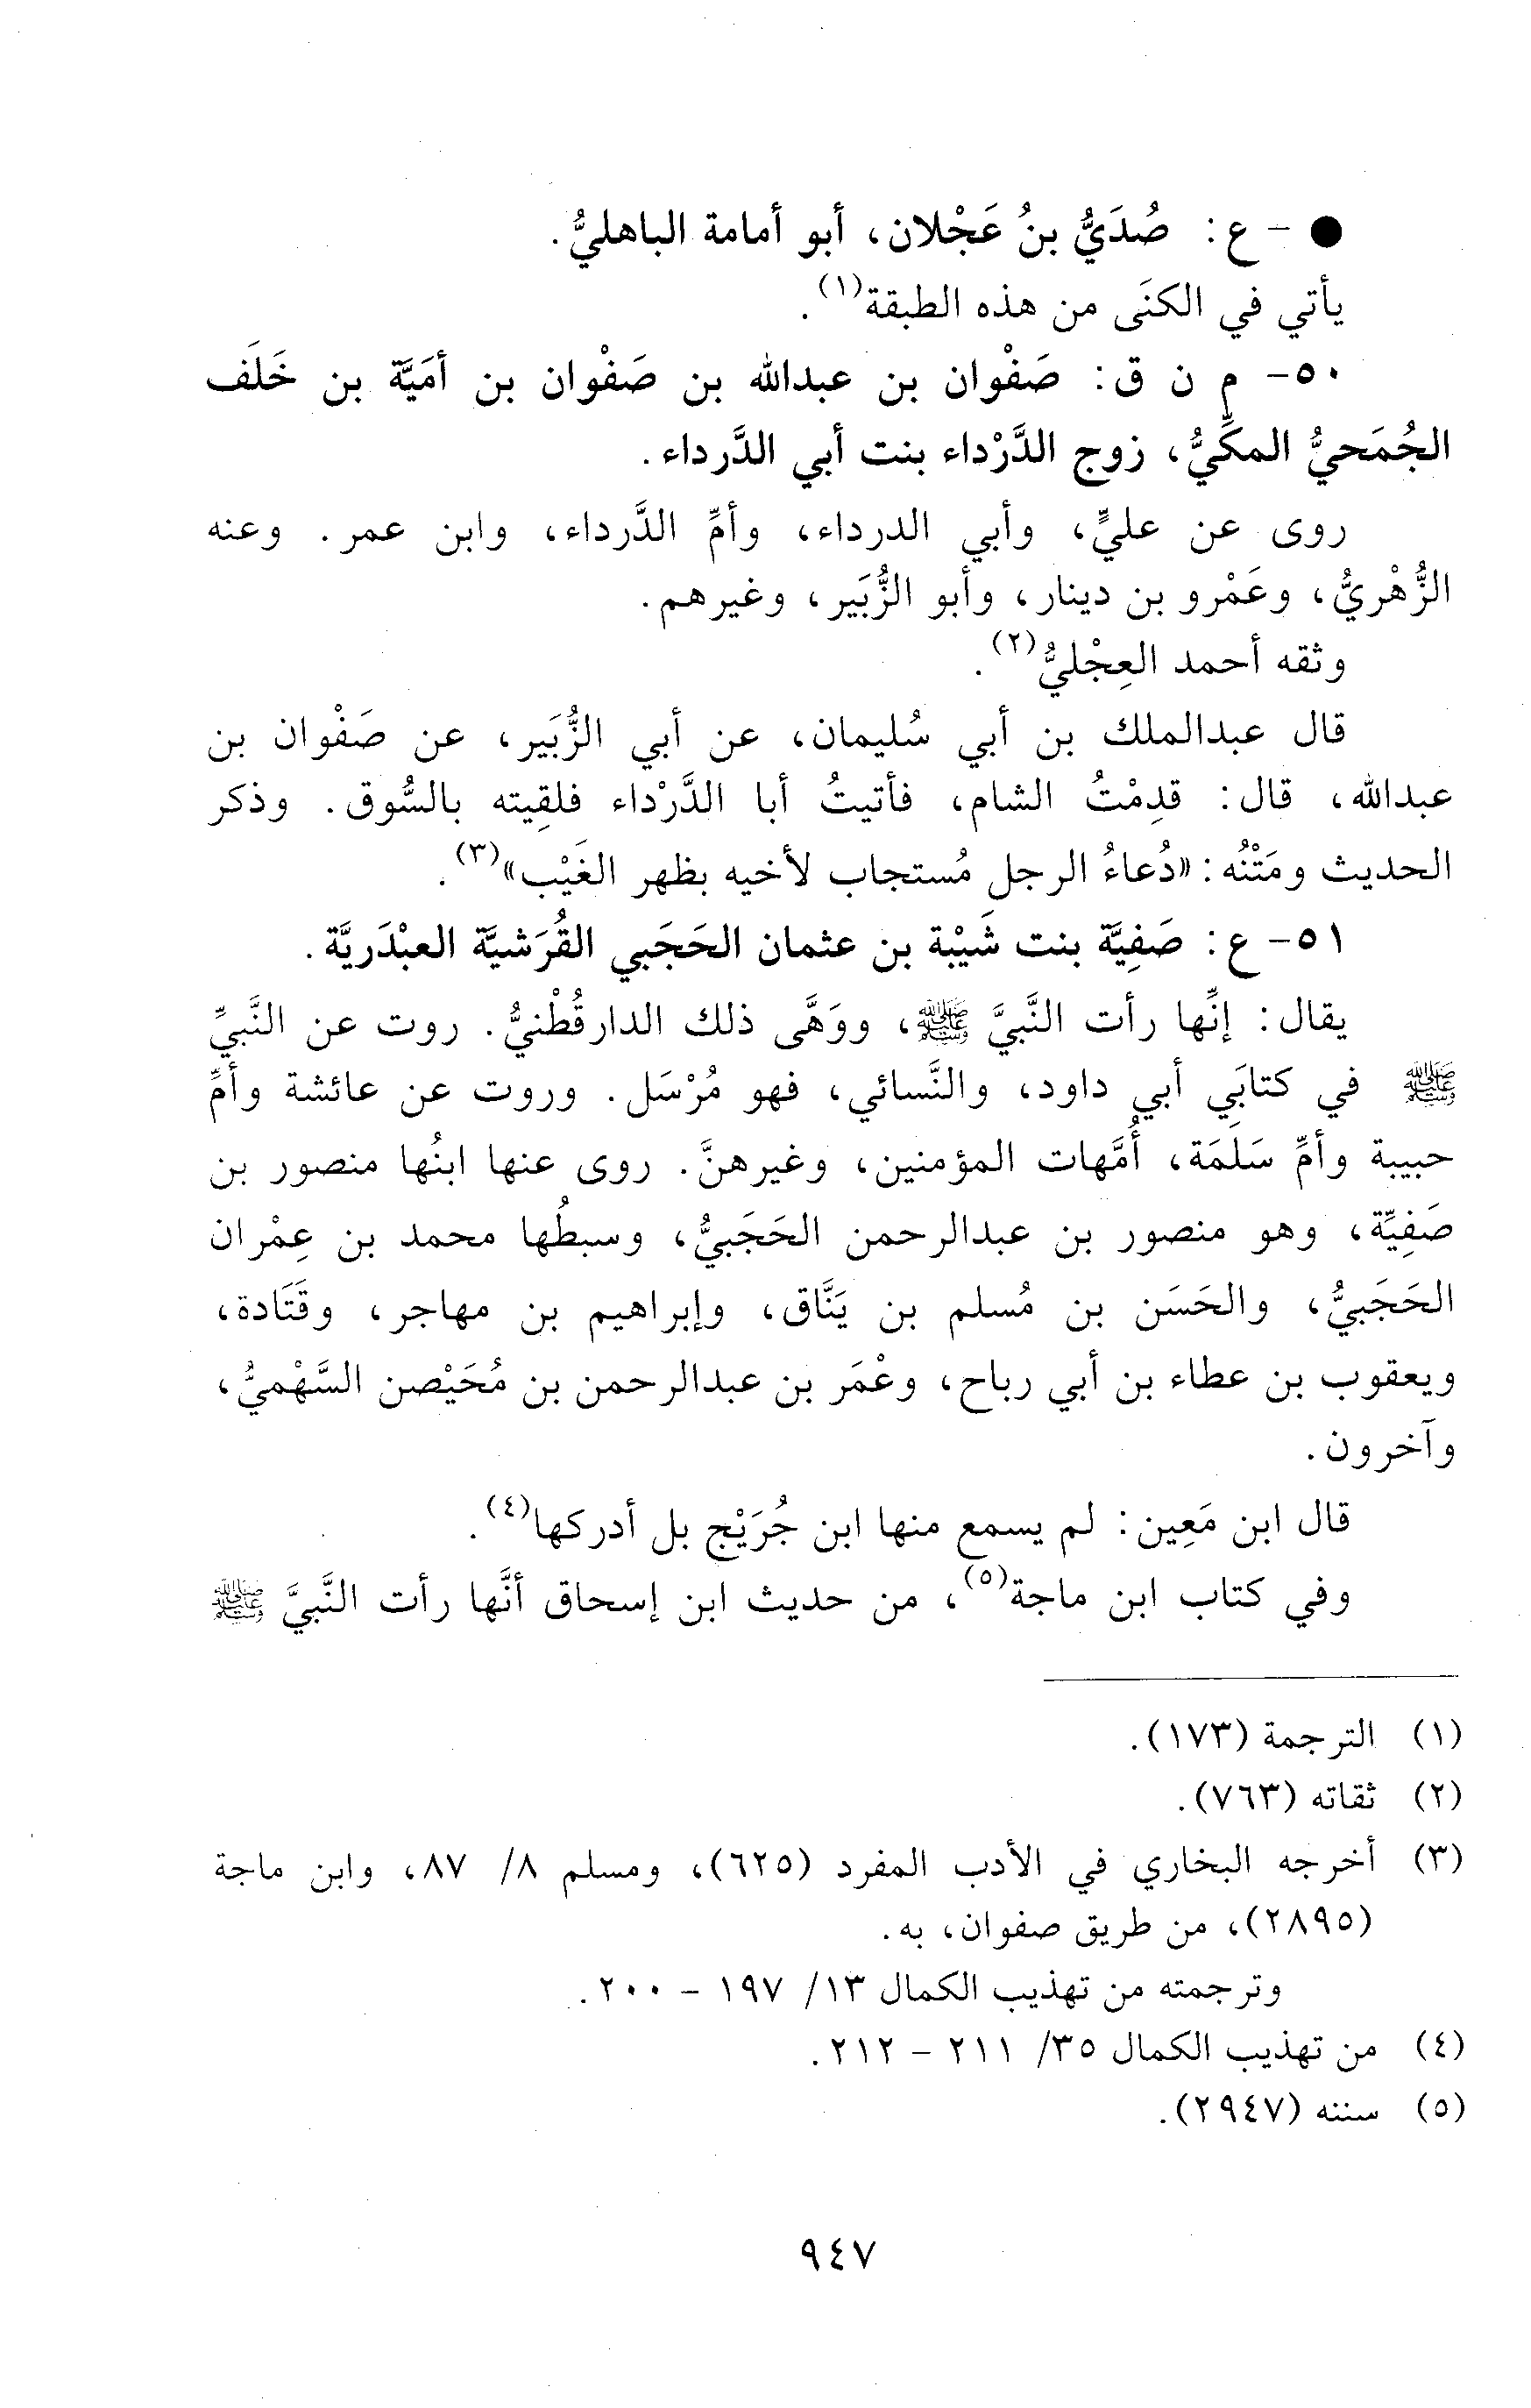 ● - ع: صُدَيُّ بنُ عَجْلان، أبو أمامة الباهليُّ.
يأتي في الكنَى من هذه الطبقة(١).
٥٠- م ن ق: صَفْوان بن عبدالله بن صَفْوان بن أمَيَّة بن خَلَف
الجُمَحيُّ المكِّيُّ، زوج الدَّرْداء بنت أبي الدَّرداء.
روى عن عليٍّ، وأبي الدرداء، وأمِّ الدَّرداء، وابن عمر. وعنه
الزُّهْريُّ، وعَمْرو بن دينار، وأبو الزُّبَير، وغيرهم.
وثقه أحمد العِجْليُّ(٢).
قال عبدالملك بن أبي سُليمان، عن أبي الزُّبَير، عن صَفْوان بن
عبدالله، قال: قدِمْتُ الشام، فأتيتُ أبا الدَّرْداء فلقِيته بالسُّوق. وذكر
الحديث ومَتْنُه: «دُعاءُ الرجل مُستجاب لأخيه بظهر الغَيْب»(٣).
٥١- ع: صَفِيَّة بنت شَيْبة بن عثمان الحَجَبي القُرَشيَّة العبْدَريَّة.
يقال: إنَّها رأت النَّبيَّ ﷺ، ووَهَّى ذلك الدارقُطْنيُّ. روت عن النَّبيِّ
ﷺ في كتابَي أبي داود، والنَّسائي، فهو مُرْسَل. وروت عن عائشة وأمِّ
حبيبة وأمِّ سَلَمَة، أُمَّهات المؤمنين، وغيرهنَّ. روى عنها ابنُها منصور بن
صَفِيَّة، وهو منصور بن عبدالرحمن الحَجَبيُّ، وسبطُها محمد بن عِمْران
الحَجَبيُّ، والحَسَن بن مُسلم بن يَنَّاق، وإبراهيم بن مهاجر، وقَتَادة،
ويعقوب بن عطاء بن أبي رباح، وعْمَر بن عبدالرحمن بن مُحَيْصن السَّهْميُّ،
وآخرون.
قال ابن مَعِين: لم يسمع منها ابن جُرَيْج بل أدركها(٤).
وفي كتاب ابن ماجة(٥)، من حديث ابن إسحاق أنَّها رأت النَّبيَّ ﷺ
(١) الترجمة (١٧٣).
(٢) ثقاته (٧٦٣).
(٣) أخرجه البخاري في الأدب المفرد (٦٢٥)، ومسلم ٨/ ٨٧، وابن ماجة
(٢٨٩٥)، من طريق صفوان، به.
وترجمته من تهذيب الكمال ١٣/ ١٩٧ - ٢٠٠.
(٤) من تهذيب الكمال ٣٥/ ٢١١ - ٢١٢.
(٥) سننه (٢٩٤٧).
٩٤٧